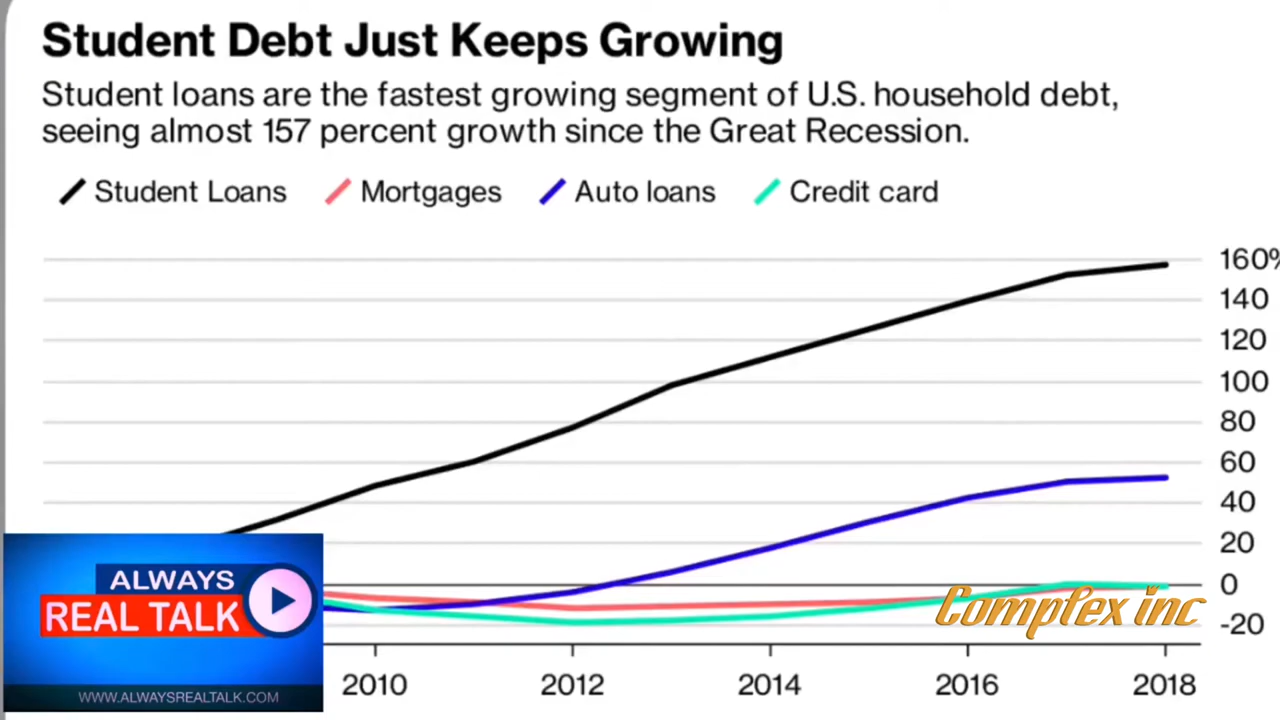 Student Debt Just Keeps Growing
Student loans are the fastest growing segment of U.S. household debt,
seeing almost 157 percent growth since the Great Recession.
Student Loans Mortgages Auto loans Credit card
160%
140
120
100
80
60
40
20
0
-20
ALWAYS
REAL TALK
WWW.ALWAYSREALTALK.COM
Compfex inc
2010 2012 2014 2016 2018